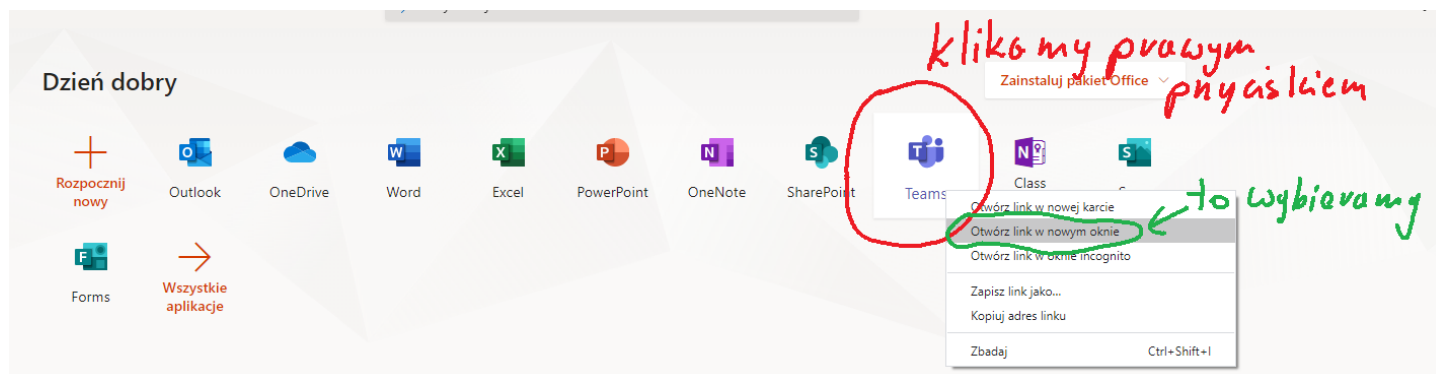 klikamy prawym
przyciskiem
Dzień dobry
Zainstaluj pakiet Office
Rozpocznij
nowy
Outlook
OneDrive
Word
Excel
PowerPoint
OneNote
SharePoint
Teams
Class
Otwórz link w nowej karcie
to wybieramy
Otwórz link w nowym oknie
Otwórz link w oknie incognito
Zapisz link jako...
Kopiuj adres linku
Zbadaj Ctrl+Shift+I
Forms
Wszystkie
aplikacje